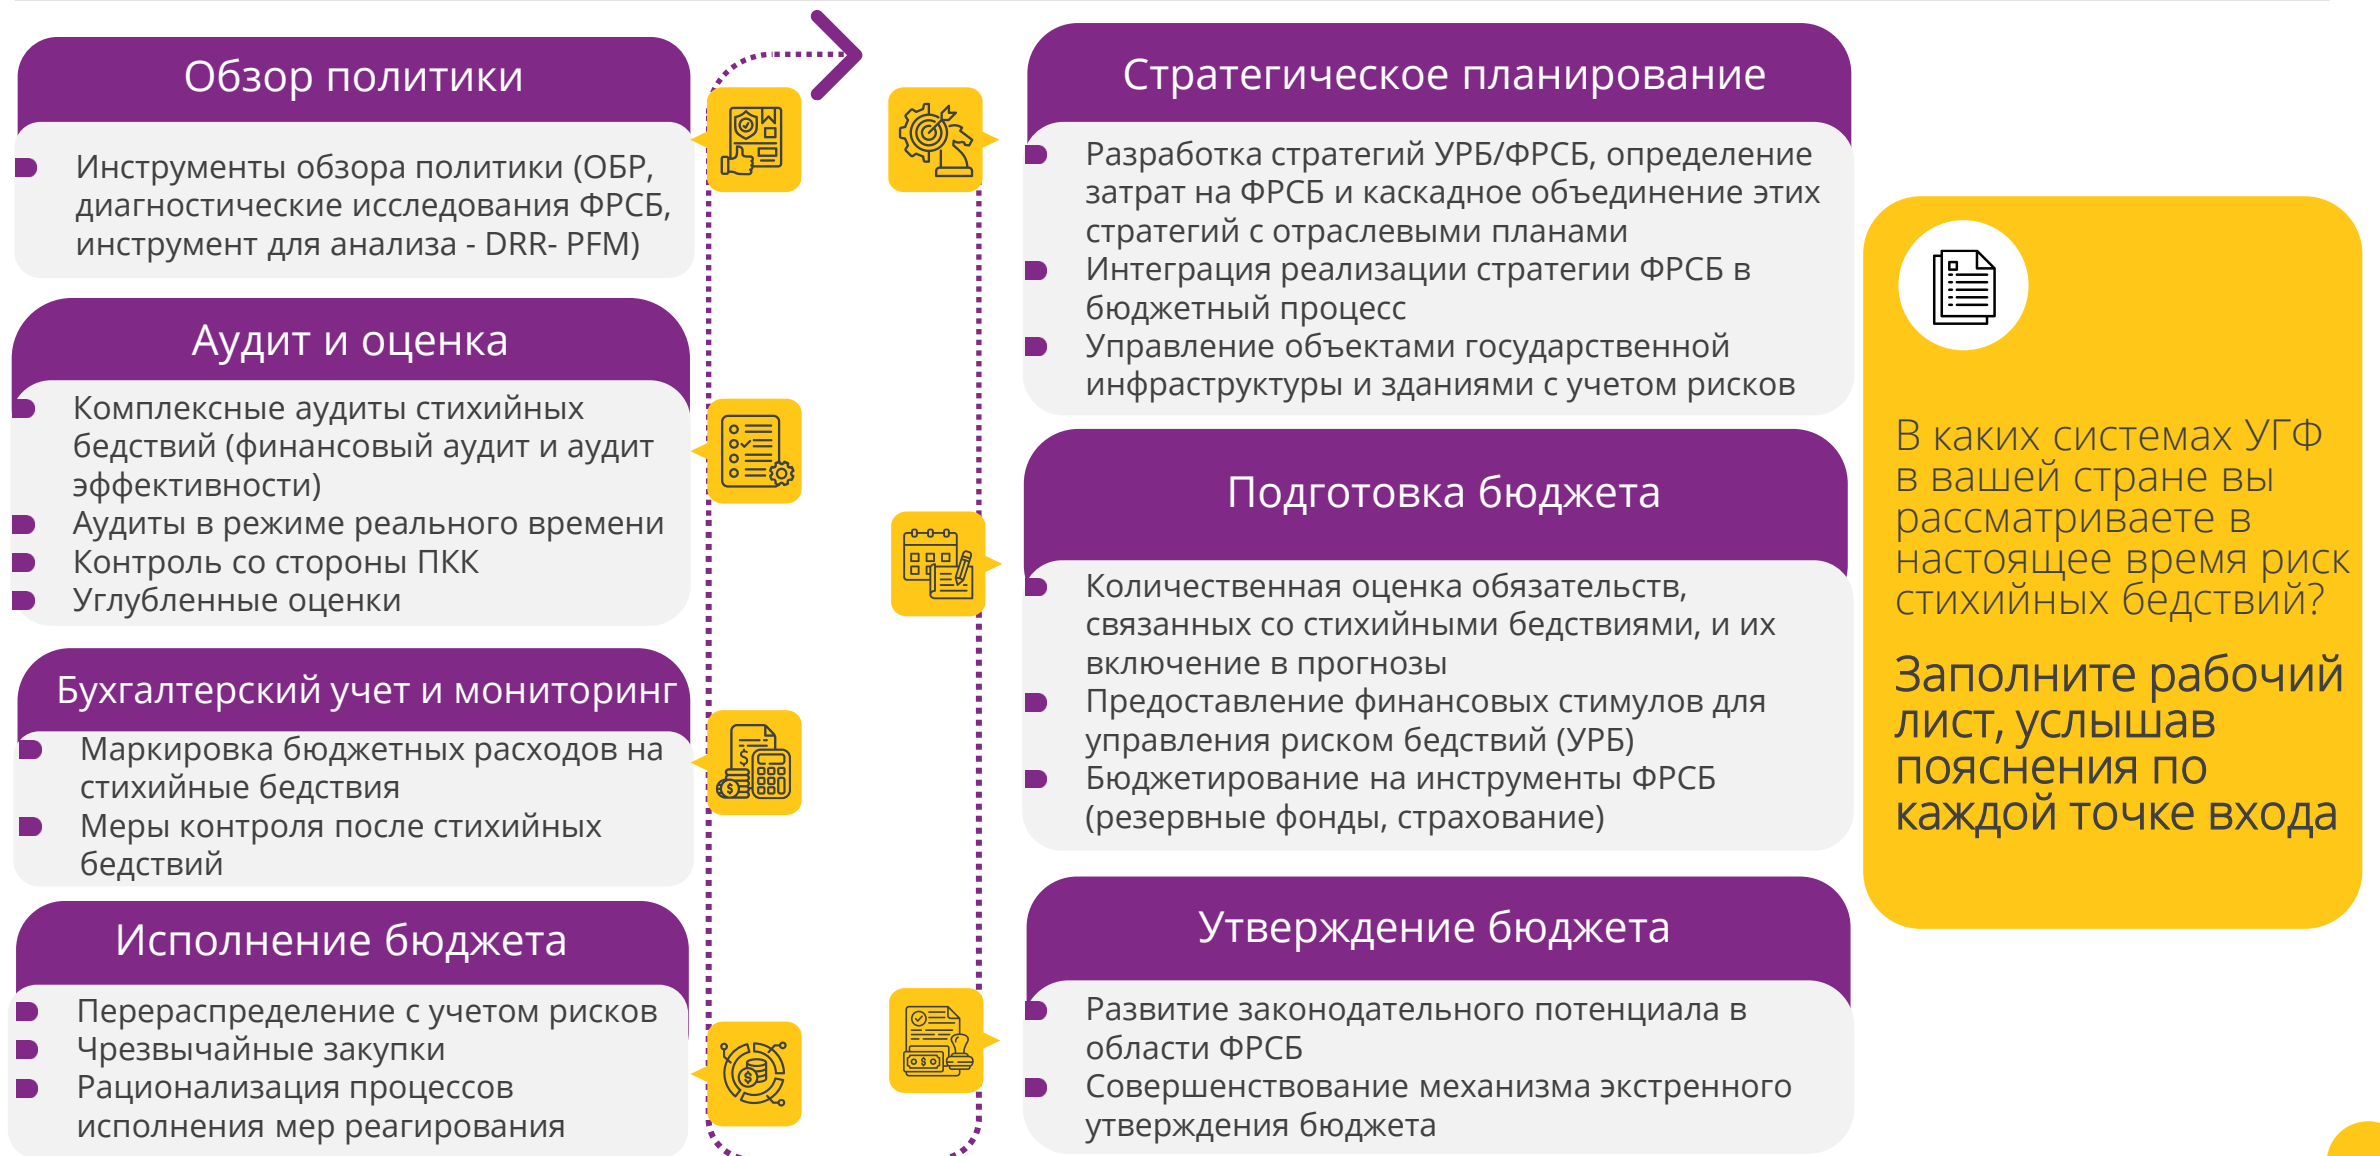 Обзор политики
Инструменты обзора политики (ОБР,
диагностические исследования ФРСБ,
инструмент для анализа - DRR- PFM)
Аудит и оценка
Комплексные аудиты стихийных
бедствий (финансовый аудит и аудит
эффективности)
Аудиты в режиме реального времени
Контроль со стороны ПКК
Углубленные оценки
Бухгалтерский учет и мониторинг
Маркировка бюджетных расходов на
стихийные бедствия
Меры контроля после стихийных
бедствий
Исполнение бюджета
Перераспределение с учетом рисков
Чрезвычайные закупки
Рационализация процессов
исполнения мер реагирования
Стратегическое планирование
Разработка стратегий УРБ/ФРСБ, определение
затрат на ФРСБ и каскадное объединение этих
стратегий с отраслевыми планами
Интеграция реализации стратегии ФРСБ в
бюджетный процесс
Управление объектами государственной
инфраструктуры и зданиями с учетом рисков
Подготовка бюджета
Количественная оценка обязательств,
связанных со стихийными бедствиями, и их
включение в прогнозы
Предоставление финансовых стимулов для
управления риском бедствий (УРБ)
Бюджетирование на инструменты ФРСБ
(резервные фонды, страхование)
Утверждение бюджета
Развитие законодательного потенциала в
области ФРСБ
Совершенствование механизма экстренного
утверждения бюджета
В каких системах УГФ
в вашей стране вы
рассматриваете в
настоящее время риск
стихийных бедствий?
Заполните рабочий
лист, услышав
пояснения по
каждой точке входа